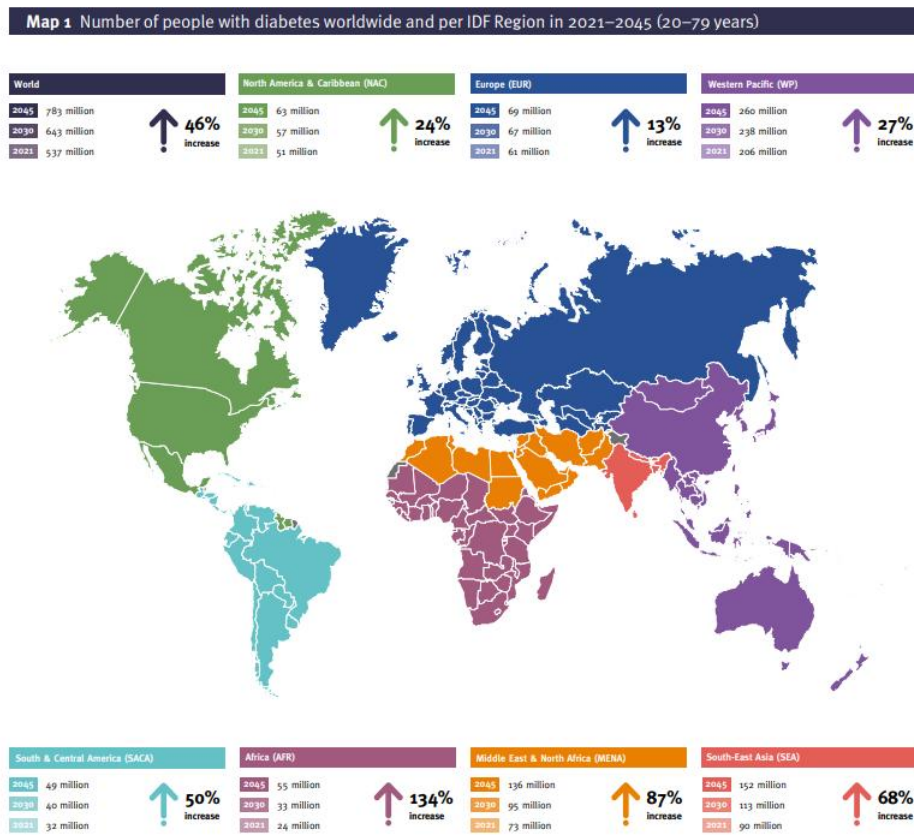 Map 1 Number of people with diabetes worldwide and per IDF Region in 2021–2045 (20–79 years)
World
2045 783 million
2030 643 million
2021 537 million
46%
increase
North America & Caribbean (NAC)
2045 63 million
2030 57 million
2021 51 million
24%
increase
Europe (EUR)
2045 69 million
2030 67 million
2021 61 million
13%
increase
Western Pacific (WP)
2045 260 million
2030 238 million
2021 206 million
27%
increase
South & Central America (SACA)
2045 49 million
2030 40 million
2021 32 million
50%
increase
Africa (AFR)
2045 55 million
2030 33 million
2021 24 million
134%
increase
Middle East & North Africa (MENA)
2045 136 million
2030 95 million
2021 73 million
87%
increase
South-East Asia (SEA)
2045 152 million
2030 113 million
2021 90 million
68%
increase